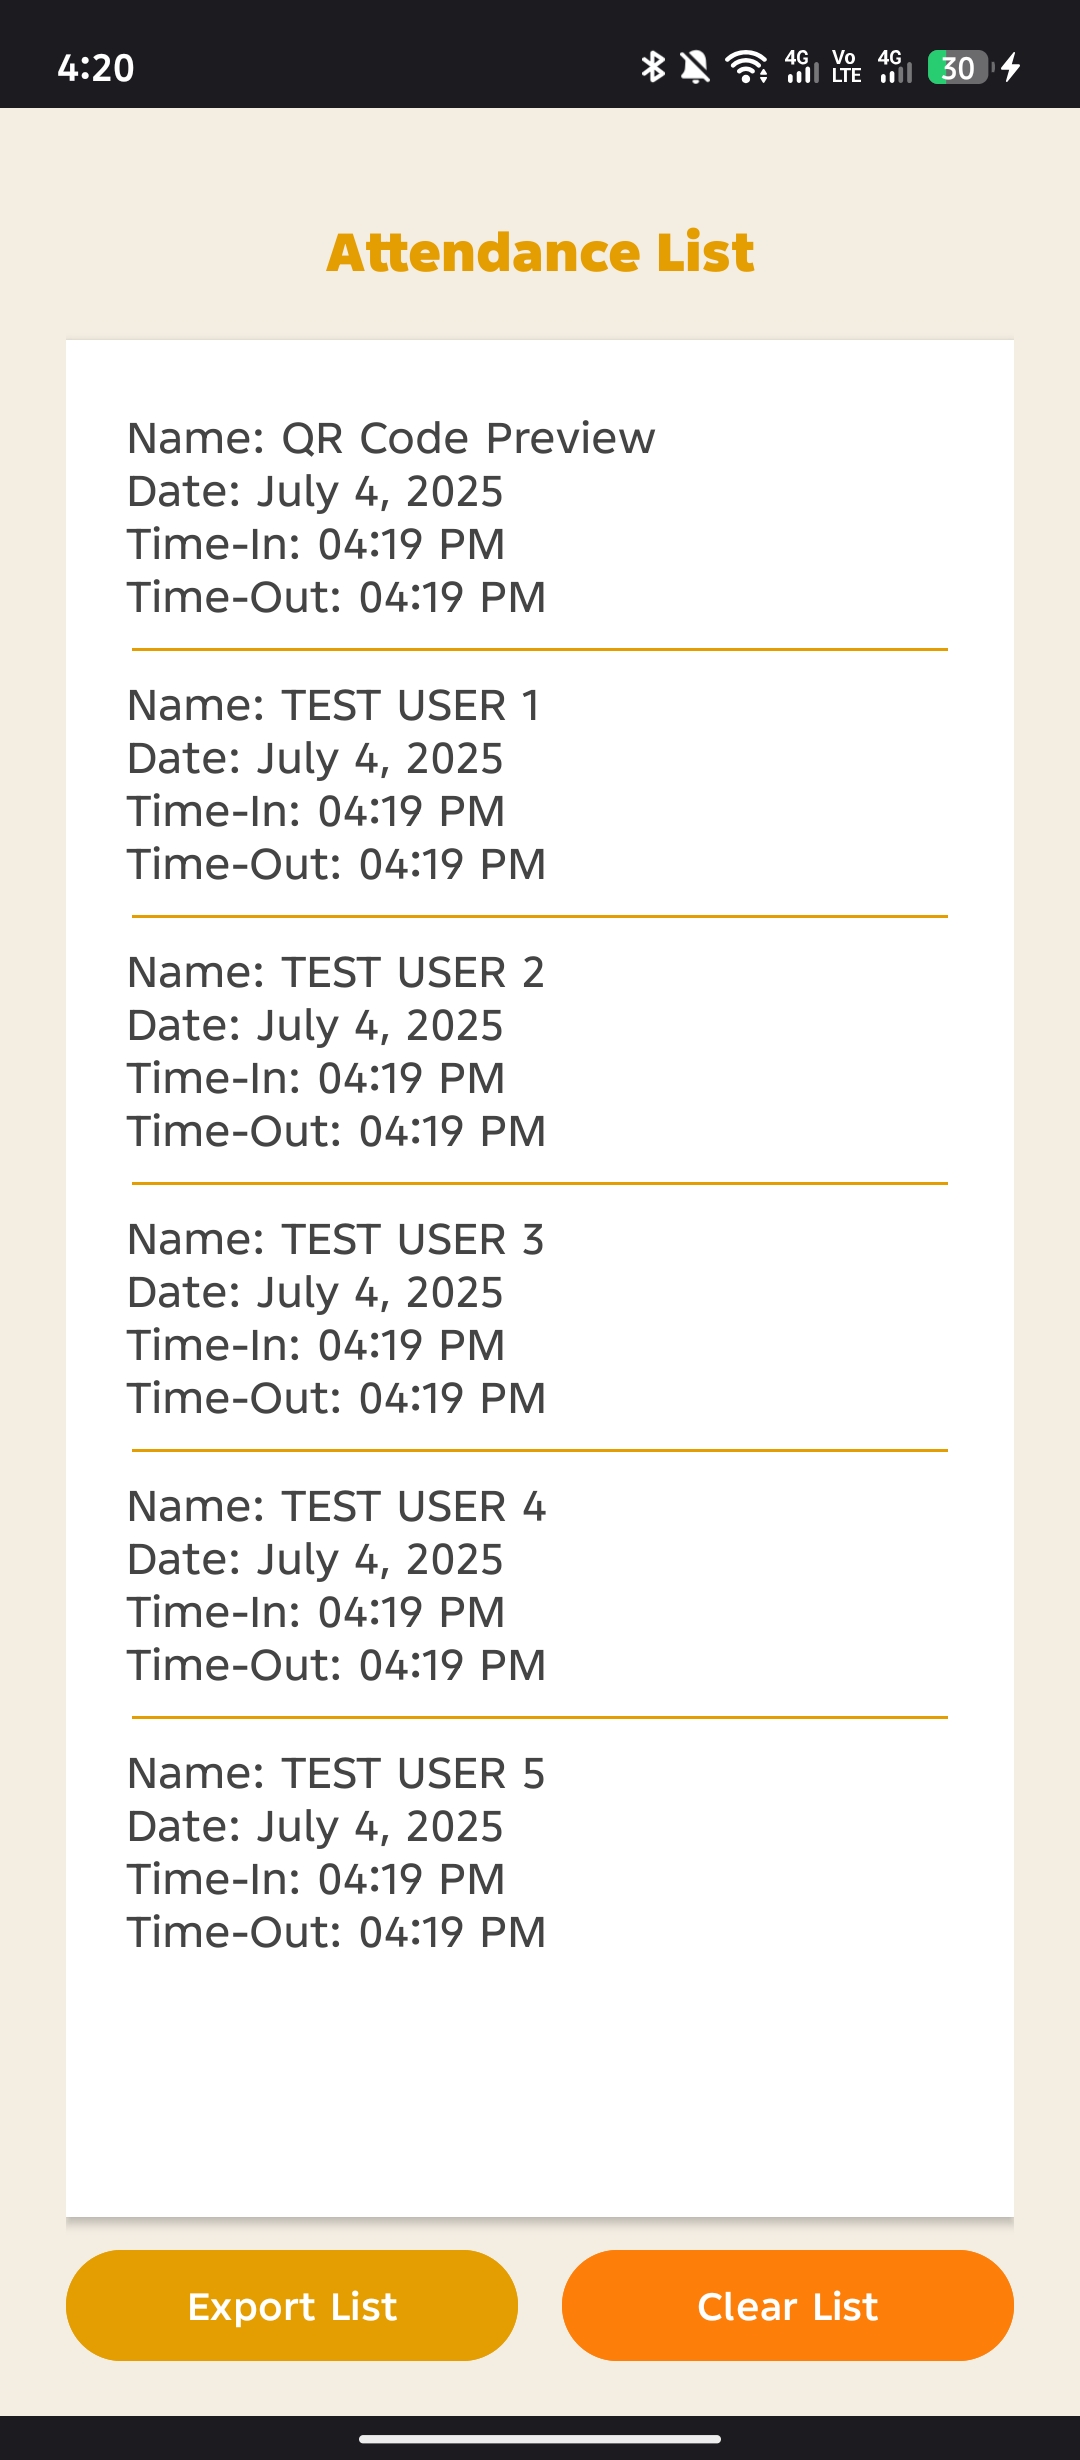 4:20
4G Vo LTE 4G 30
Attendance List
Name: QR Code Preview
Date: July 4, 2025
Time-In: 04:19 PM
Time-Out: 04:19 PM
Name: TEST USER 1
Date: July 4, 2025
Time-In: 04:19 PM
Time-Out: 04:19 PM
Name: TEST USER 2
Date: July 4, 2025
Time-In: 04:19 PM
Time-Out: 04:19 PM
Name: TEST USER 3
Date: July 4, 2025
Time-In: 04:19 PM
Time-Out: 04:19 PM
Name: TEST USER 4
Date: July 4, 2025
Time-In: 04:19 PM
Time-Out: 04:19 PM
Name: TEST USER 5
Date: July 4, 2025
Time-In: 04:19 PM
Time-Out: 04:19 PM
Export List
Clear List